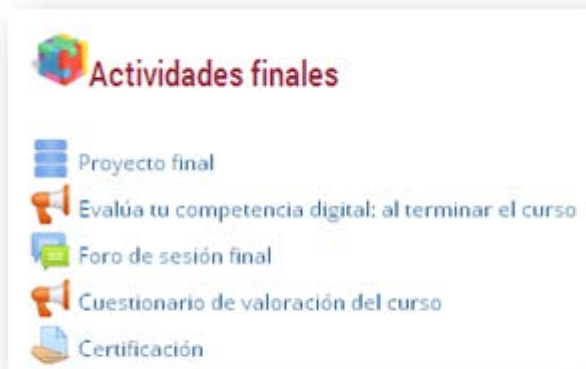 Actividades finales
Proyecto final
Evalúa tu competencia digital: al terminar el curso
Foro de sesión final
Cuestionario de valoración del curso
Certificación